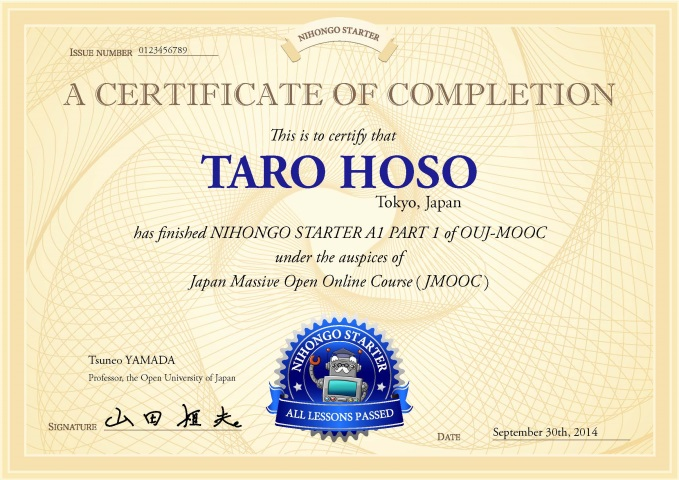 NIHONGO STARTER
ISSUE NUMBER 0123456789
A CERTIFICATE OF COMPLETION
This is to certify that
TARO HOSO
Tokyo, Japan
has finished NIHONGO STARTER A1 PART 1 of OUJ-MOOC
under the auspices of
Japan Massive Open Online Course ( JMOOC )
Tsuneo YAMADA
Professor, the Open University of Japan
SIGNATURE 山田恒夫
NIHONGO STARTER
ALL LESSONS PASSED
DATE September 30th, 2014